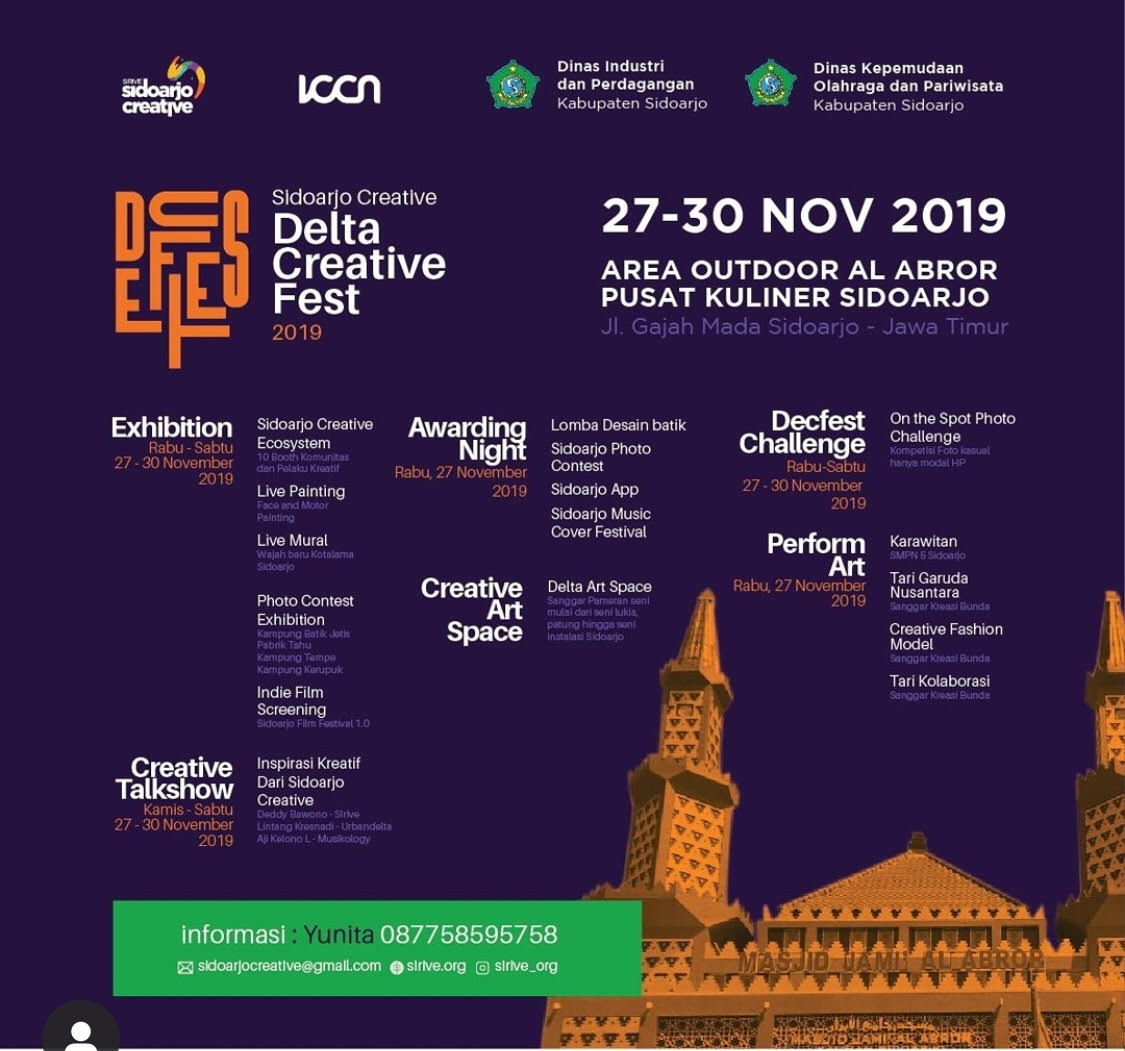 SIRIVE
sidoarjo
creative
ICCN
Dinas Industri
dan Perdagangan
Kabupaten Sidoarjo
Dinas Kepemudaan
Olahraga dan Pariwisata
Kabupaten Sidoarjo
Sidoarjo Creative
Delta
Creative
Fest
2019
27-30 NOV 2019
AREA OUTDOOR AL ABROR
PUSAT KULINER SIDOARJO
Jl. Gajah Mada Sidoarjo - Jawa Timur
Exhibition
Rabu - Sabtu
27 - 30 November
2019
Sidoarjo Creative
Ecosystem
10 Booth Komunitas
dan Pelaku Kreatif
Live Painting
Face and Motor
Painting
Live Mural
Wajah baru Kotalama
Sidoarjo
Photo Contest
Exhibition
Kampung Batik Jetis
Pabrik Tahu
Kampung Tempe
Kampung Kerupuk
Indie Film
Screening
Sidoarjo Film Festival 1.0
Creative
Talkshow
Kamis - Sabtu
27 - 30 November
2019
Inspirasi Kreatif
Dari Sidoarjo
Creative
Deddy Bawono - Sirive
Lintang Kresnadi - Urbandelta
Aji Kelono L - Musikology
Awarding
Night
Rabu, 27 November
2019
Lomba Desain batik
Sidoarjo Photo
Contest
Sidoarjo App
Sidoarjo Music
Cover Festival
Creative
Art
Space
Delta Art Space
Sanggar Pameran seni
mulai dari seni lukis,
patung hingga seni
instalasi Sidoarjo
Decfest
Challenge
Rabu-Sabtu
27 - 30 November
2019
On the Spot Photo
Challenge
Kompetisi Foto kasual
hanya modal HP
Perform
Art
Rabu, 27 November
2019
Karawitan
SMPN 5 Sidoarjo
Tari Garuda
Nusantara
Sanggar Kreasi Bunda
Creative Fashion
Model
Sanggar Kreasi Bunda
Tari Kolaborasi
Sanggar Kreasi Bunda
informasi : Yunita 087758595758
sidoarjocreative@gmail.com sirive.org sirive_org
MASJID JAMI' AL ABROR
MASJID JAMI' AL ABROR